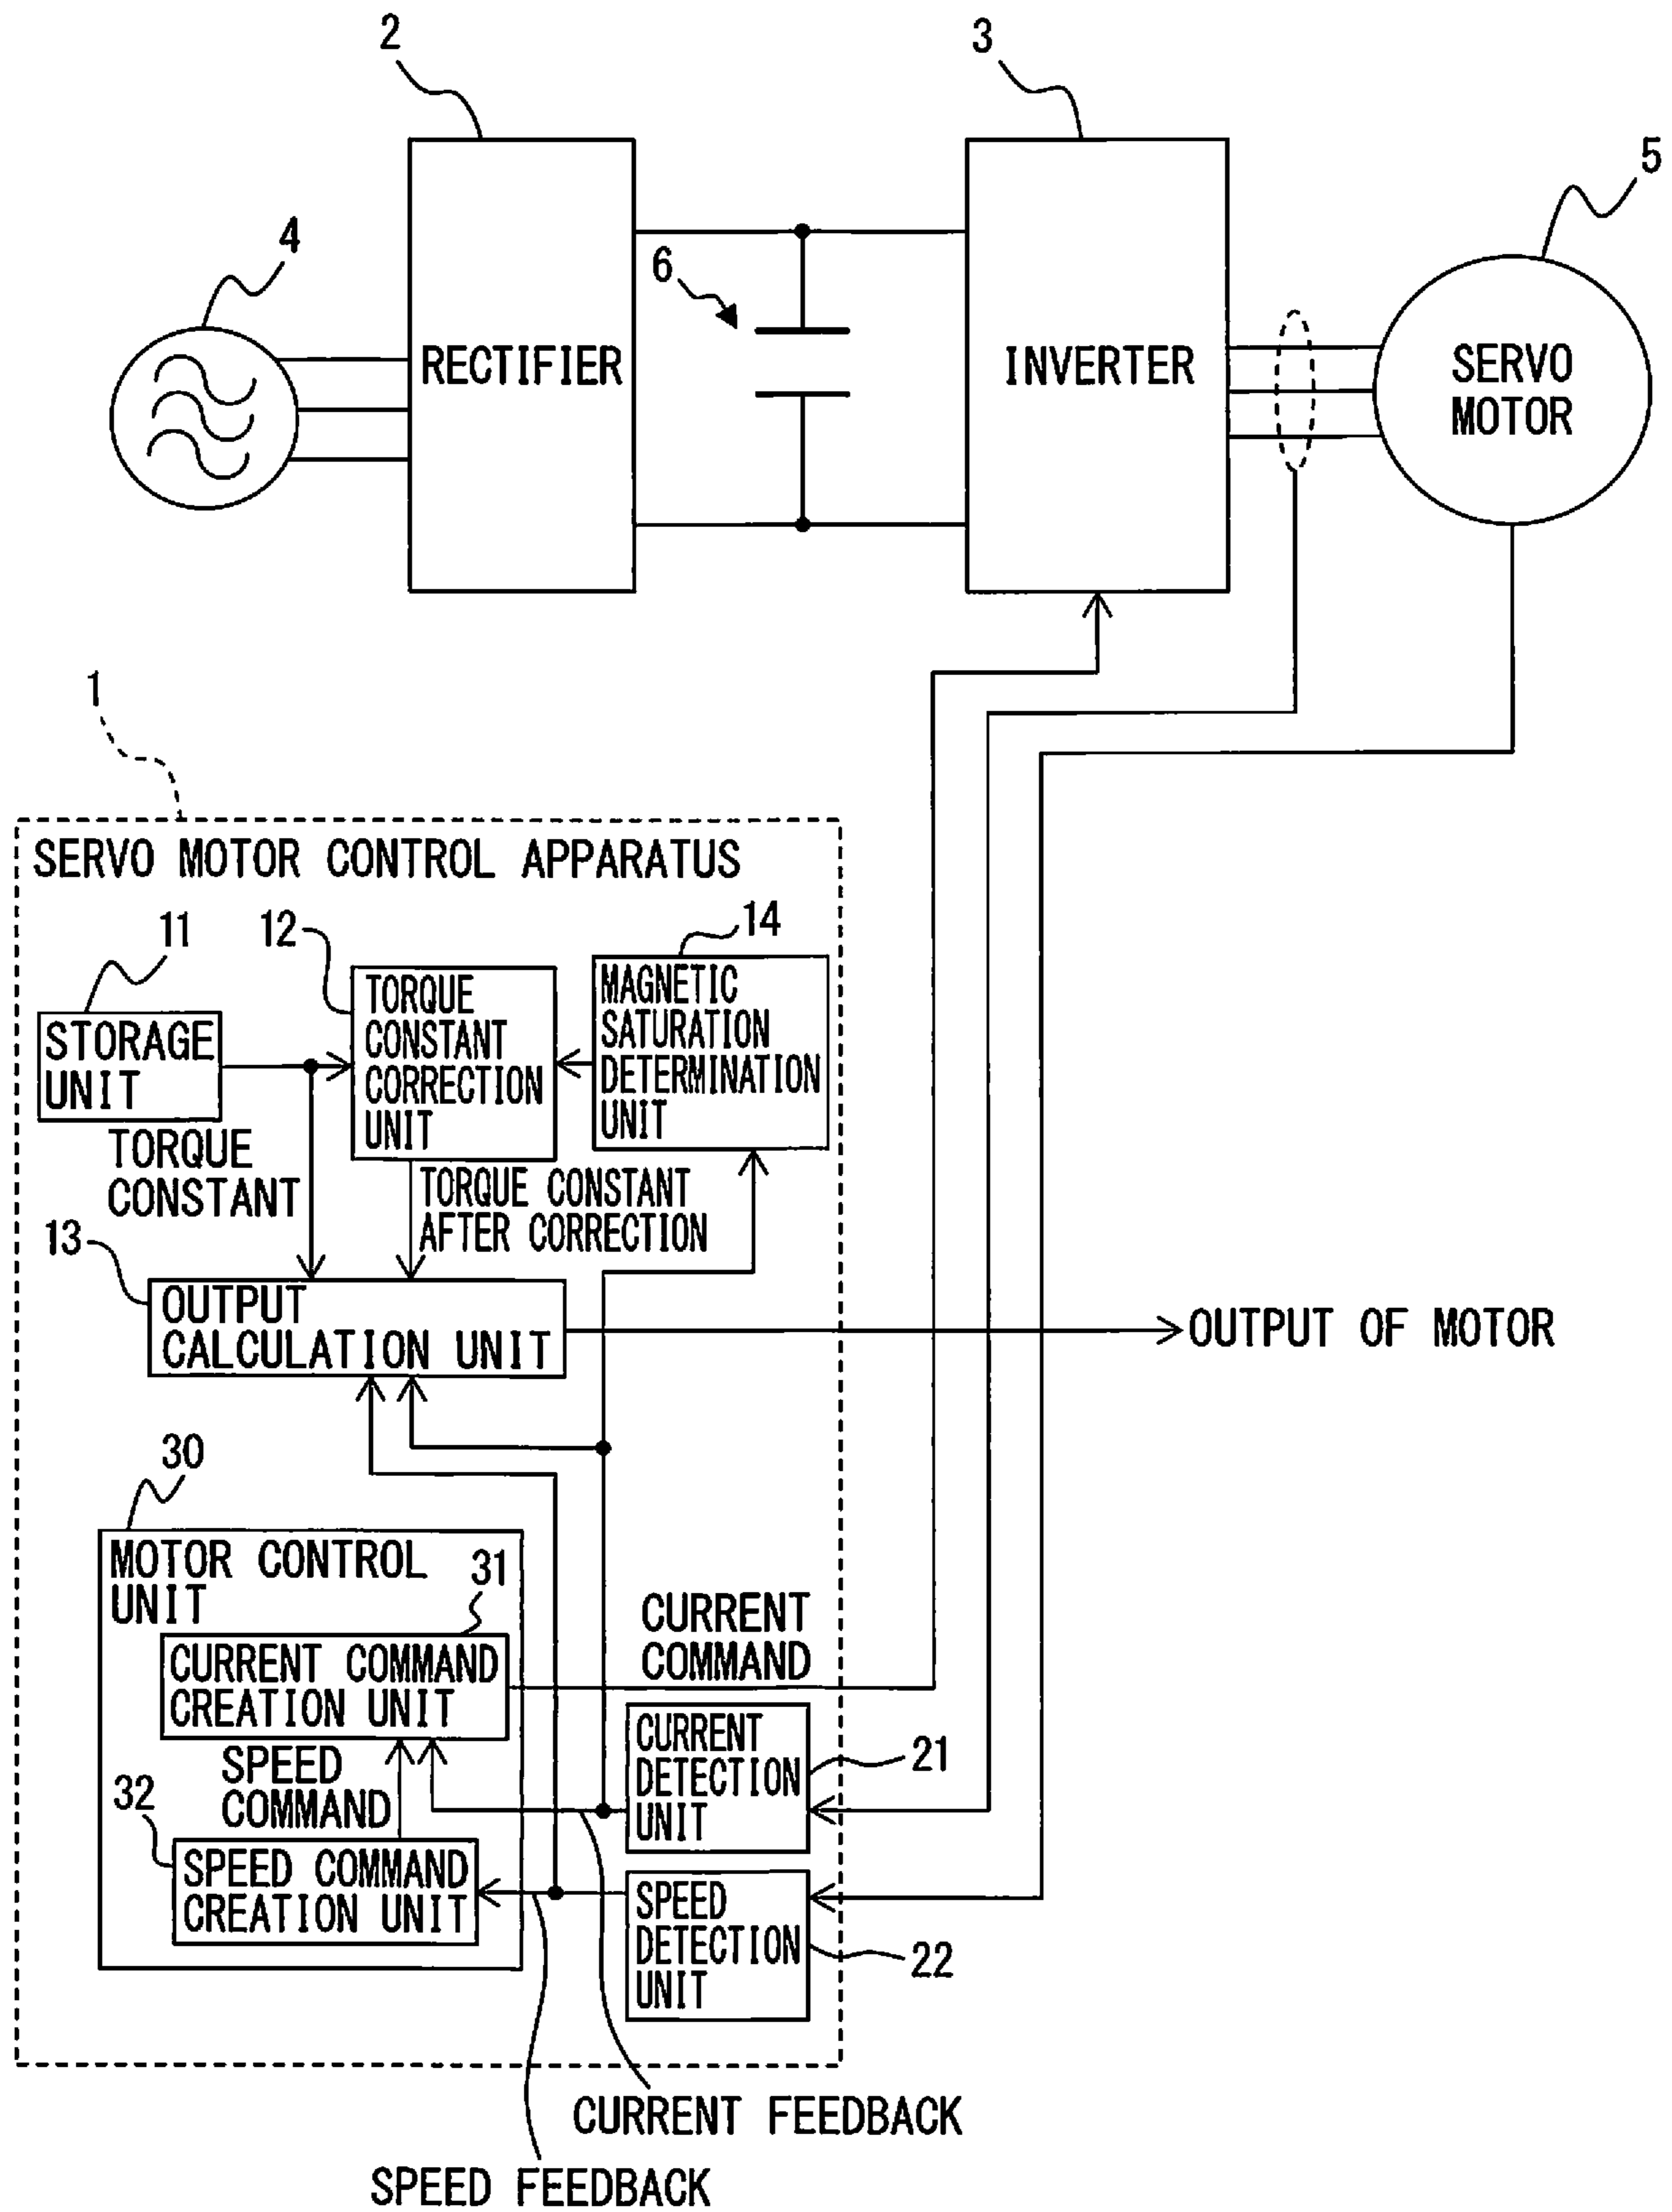 2
3
5
4
6
RECTIFIER
INVERTER
SERVO
MOTOR
1
SERVO MOTOR CONTROL APPARATUS
11
12
14
STORAGE
UNIT
TORQUE
CONSTANT
CORRECTION
UNIT
MAGNETIC
SATURATION
DETERMINATION
UNIT
TORQUE
CONSTANT
TORQUE CONSTANT
AFTER CORRECTION
13
OUTPUT
CALCULATION UNIT
OUTPUT OF MOTOR
30
MOTOR CONTROL
UNIT
31
CURRENT COMMAND
CREATION UNIT
CURRENT
COMMAND
SPEED
COMMAND
32
SPEED COMMAND
CREATION UNIT
CURRENT
DETECTION
UNIT
21
SPEED
DETECTION
UNIT
22
CURRENT FEEDBACK
SPEED FEEDBACK